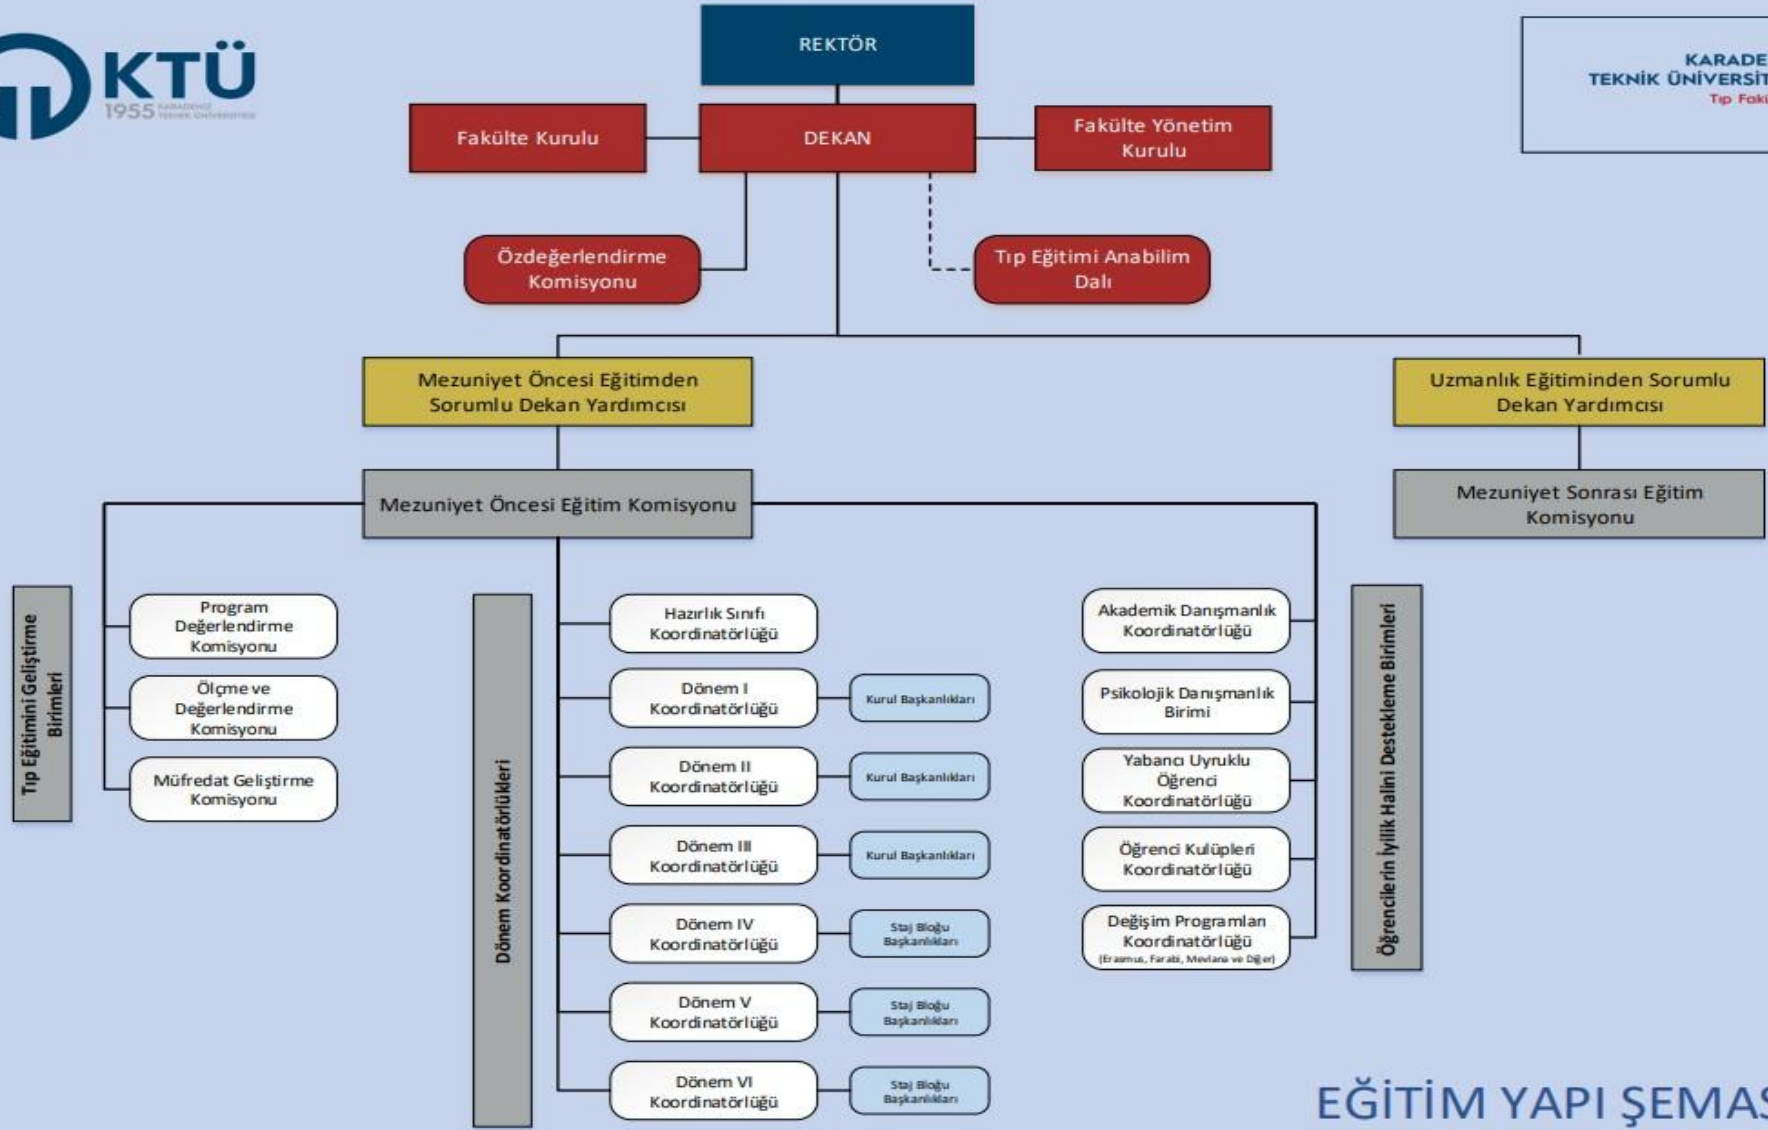 KTÜ
1955 KARADENİZ
TEKNİK ÜNİVERSİTESİ
REKTÖR
KARADE
TEKNİK ÜNİVERSİT
Tıp Fakü
Fakülte Kurulu
DEKAN
Fakülte Yönetim
Kurulu
Özdeğerlendirme
Komisyonu
Tıp Eğitimi Anabilim
Dalı
Mezuniyet Öncesi Eğitimden
Sorumlu Dekan Yardımcısı
Uzmanlık Eğitiminden Sorumlu
Dekan Yardımcısı
Mezuniyet Öncesi Eğitim Komisyonu
Mezuniyet Sonrası Eğitim
Komisyonu
Tıp Eğitimini Geliştirme
Birimleri
Program
Değerlendirme
Komisyonu
Ölçme ve
Değerlendirme
Komisyonu
Müfredat Geliştirme
Komisyonu
Dönem Koordinatörlükleri
Hazırlık Sınıfı
Koordinatörlüğü
Dönem I
Koordinatörlüğü
Kurul Başkanlıkları
Dönem II
Koordinatörlüğü
Kurul Başkanlıkları
Dönem III
Koordinatörlüğü
Kurul Başkanlıkları
Dönem IV
Koordinatörlüğü
Staj Bloğu
Başkanlıkları
Dönem V
Koordinatörlüğü
Staj Bloğu
Başkanlıkları
Dönem VI
Koordinatörlüğü
Staj Bloğu
Başkanlıkları
Akademik Danışmanlık
Koordinatörlüğü
Psikolojik Danışmanlık
Birimi
Yabancı Uyruklu
Öğrenci
Koordinatörlüğü
Öğrenci Kulüpleri
Koordinatörlüğü
Değişim Programları
Koordinatörlüğü
(Erasmus, Farabi, Mevlana ve Diğer)
Öğrencilerin İyilik Halini Destekleme Birimleri
EĞİTİM YAPI ŞEMAS